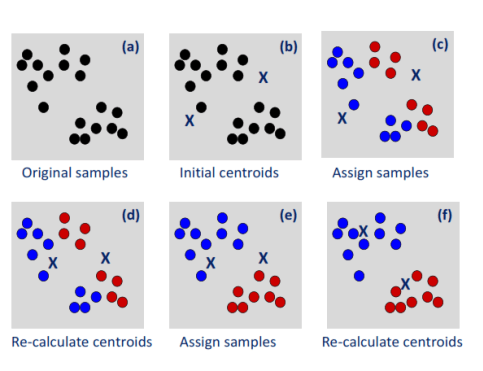 (a)
(b)
X
X
(c)
X
X
Original samples
Initial centroids
Assign samples
(d)
X
X
(e)
X
X
(f)
X
X
Re-calculate centroids
Assign samples
Re-calculate centroids